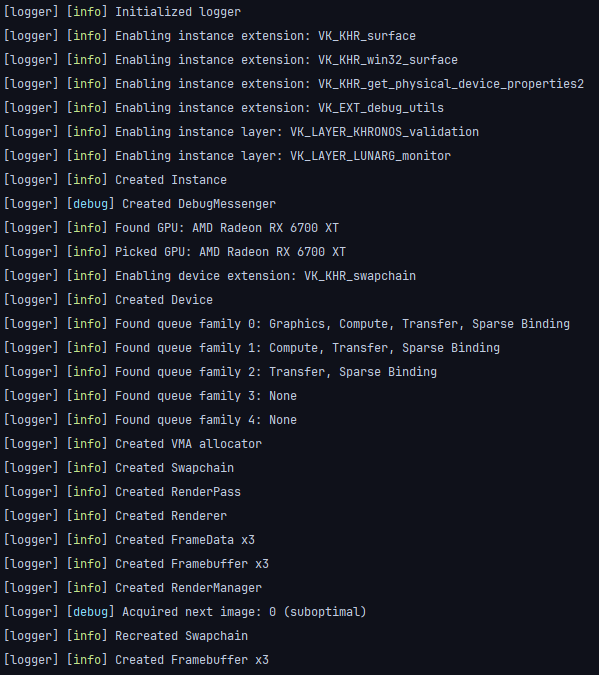 [logger] [info] Initialized logger
[logger] [info] Enabling instance extension: VK_KHR_surface
[logger] [info] Enabling instance extension: VK_KHR_win32_surface
[logger] [info] Enabling instance extension: VK_KHR_get_physical_device_properties2
[logger] [info] Enabling instance extension: VK_EXT_debug_utils
[logger] [info] Enabling instance layer: VK_LAYER_KHRONOS_validation
[logger] [info] Enabling instance layer: VK_LAYER_LUNARG_monitor
[logger] [info] Created Instance
[logger] [debug] Created DebugMessenger
[logger] [info] Found GPU: AMD Radeon RX 6700 XT
[logger] [info] Picked GPU: AMD Radeon RX 6700 XT
[logger] [info] Enabling device extension: VK_KHR_swapchain
[logger] [info] Created Device
[logger] [info] Found queue family 0: Graphics, Compute, Transfer, Sparse Binding
[logger] [info] Found queue family 1: Compute, Transfer, Sparse Binding
[logger] [info] Found queue family 2: Transfer, Sparse Binding
[logger] [info] Found queue family 3: None
[logger] [info] Found queue family 4: None
[logger] [info] Created VMA allocator
[logger] [info] Created Swapchain
[logger] [info] Created RenderPass
[logger] [info] Created Renderer
[logger] [info] Created FrameData x3
[logger] [info] Created Framebuffer x3
[logger] [info] Created RenderManager
[logger] [debug] Acquired next image: 0 (suboptimal)
[logger] [info] Recreated Swapchain
[logger] [info] Created Framebuffer x3